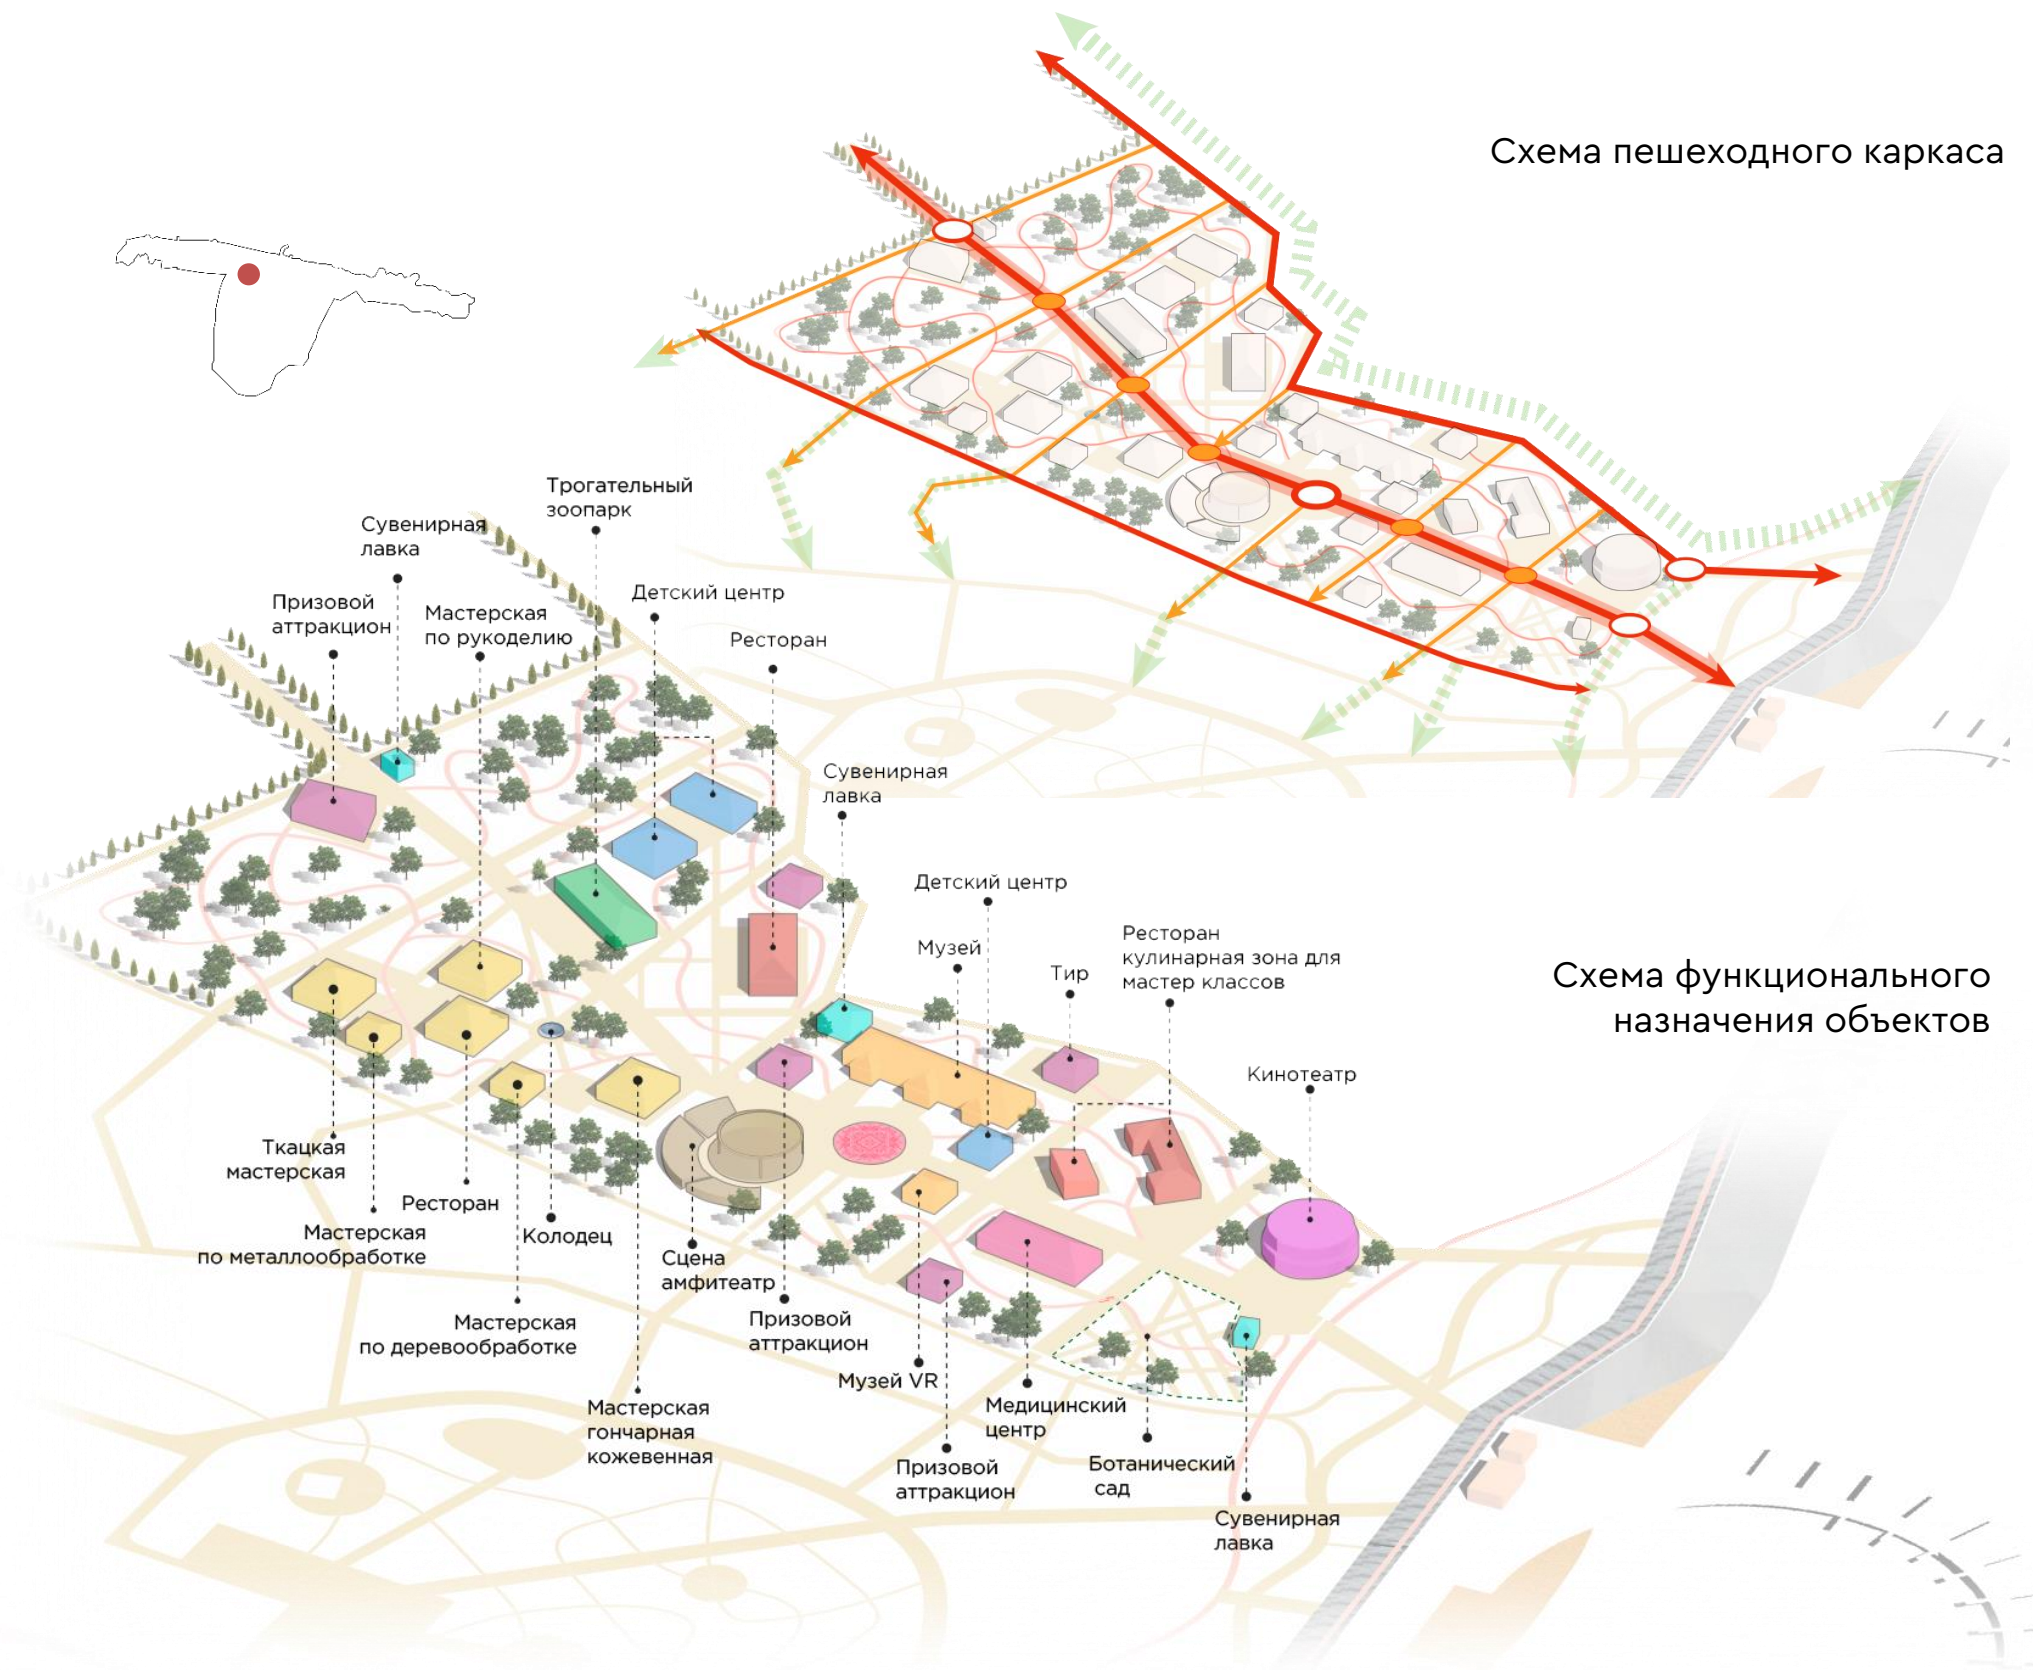 Схема пешеходного каркаса
Трогательный
зоопарк
Сувенирная
лавка
Детский центр
Призовой
аттракцион
Мастерская
по рукоделию
Ресторан
Сувенирная
лавка
Детский центр
Музей
Ресторан
кулинарная зона для
мастер классов
Тир
Схема функционального
назначения объектов
Кинотеатр
Ткацкая
мастерская
Ресторан
Мастерская
по металлообработке
Колодец
Сцена
амфитеатр
Мастерская
по деревообработке
Призовой
аттракцион
Музей VR
Мастерская
гончарная
кожевенная
Медицинский
центр
Призовой
аттракцион
Ботанический
сад
Сувенирная
лавка